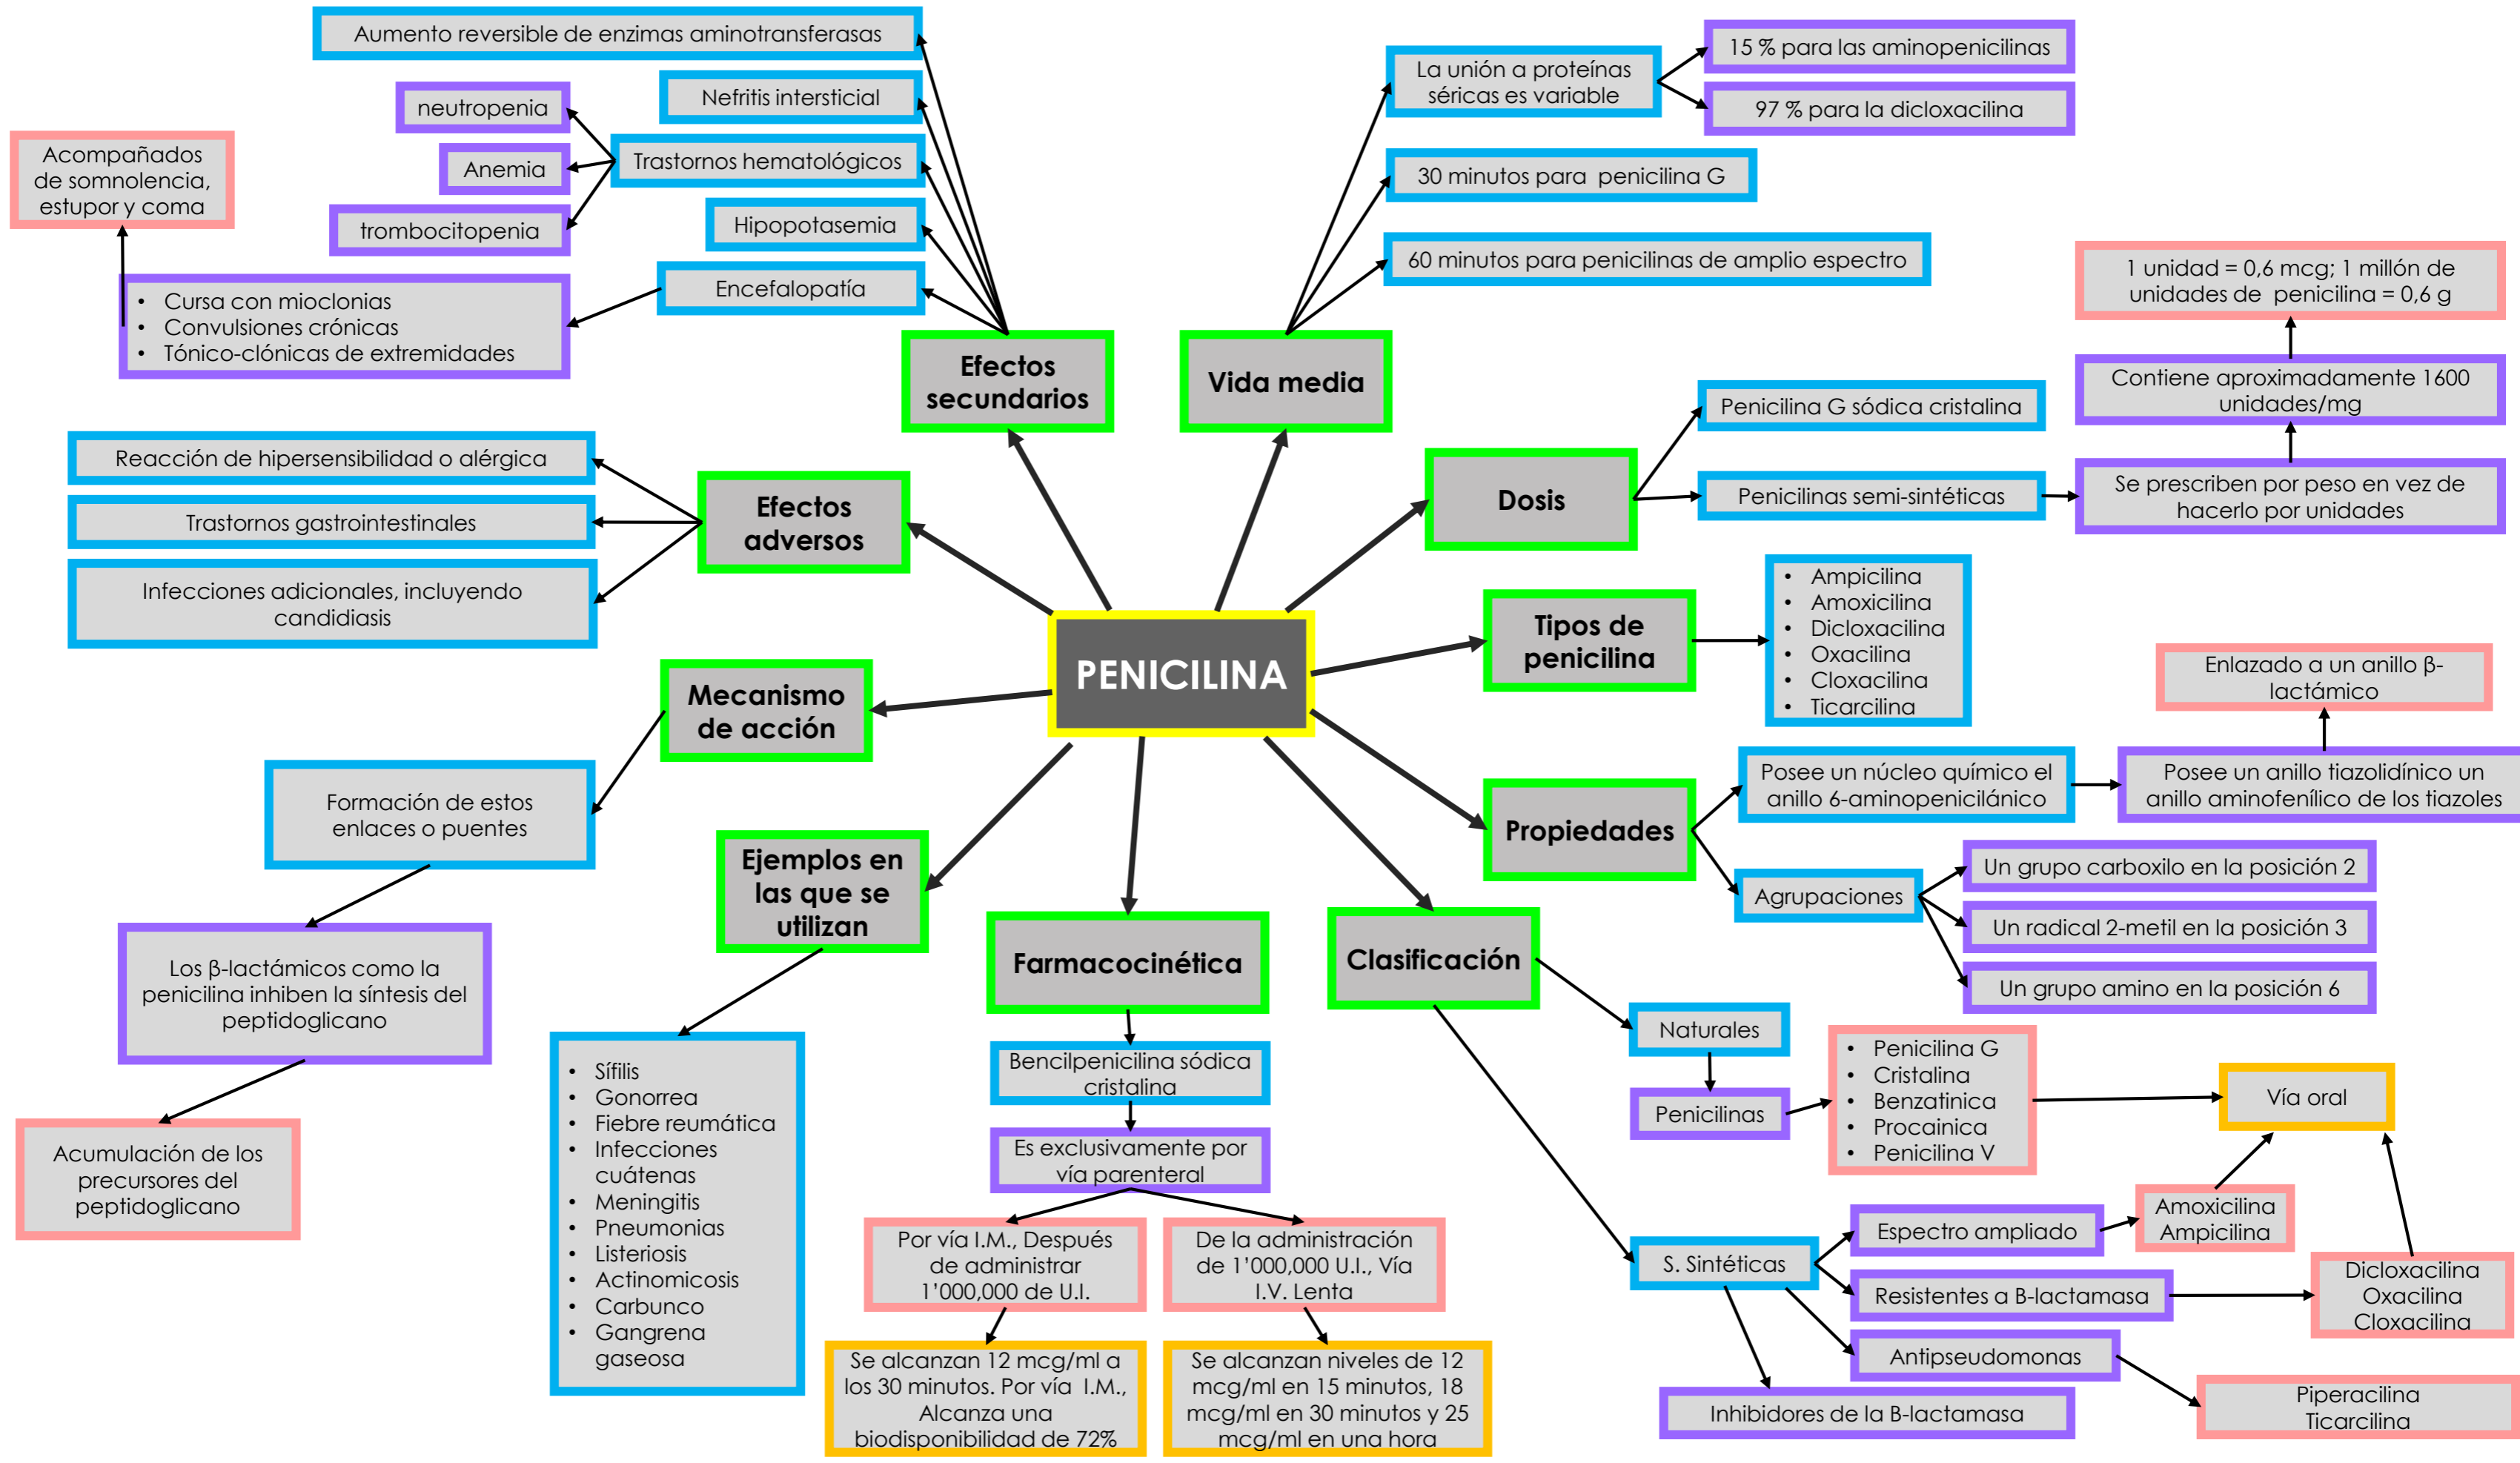 PENICILINA
Efectos
secundarios
Aumento reversible de enzimas aminotransferasas
Nefritis intersticial
Trastornos hematológicos
neutropenia
Anemia
trombocitopenia
Hipopotasemia
Encefalopatía
• Cursa con mioclonias
• Convulsiones crónicas
• Tónico-clónicas de extremidades
Acompañados
de somnolencia,
estupor y coma
Vida media
La unión a proteínas
séricas es variable
15 % para las aminopenicilinas
97 % para la dicloxacilina
30 minutos para penicilina G
60 minutos para penicilinas de amplio espectro
Dosis
Penicilina G sódica cristalina
Penicilinas semi-sintéticas
Se prescriben por peso en vez de
hacerlo por unidades
Contiene aproximadamente 1600
unidades/mg
1 unidad = 0,6 mcg; 1 millón de
unidades de penicilina = 0,6 g
Tipos de
penicilina
• Ampicilina
• Amoxicilina
• Dicloxacilina
• Oxacilina
• Cloxacilina
• Ticarcilina
Propiedades
Posee un núcleo químico el
anillo 6-aminopenicilánico
Posee un anillo tiazolidínico un
anillo aminofenílico de los tiazoles
Enlazado a un anillo β-
lactámico
Agrupaciones
Un grupo carboxilo en la posición 2
Un radical 2-metil en la posición 3
Un grupo amino en la posición 6
Clasificación
Naturales
Penicilinas
• Penicilina G
• Cristalina
• Benzatinica
• Procainica
• Penicilina V
Vía oral
S. Sintéticas
Espectro ampliado
Amoxicilina
Ampicilina
Resistentes a B-lactamasa
Dicloxacilina
Oxacilina
Cloxacilina
Antipseudomonas
Piperacilina
Ticarcilina
Inhibidores de la B-lactamasa
Farmacocinética
Bencilpenicilina sódica
cristalina
Es exclusivamente por
vía parenteral
Por vía I.M., Después
de administrar
1’000,000 de U.I.
Se alcanzan 12 mcg/ml a
los 30 minutos. Por vía I.M.,
Alcanza una
biodisponibilidad de 72%
De la administración
de 1’000,000 U.I., Vía
I.V. Lenta
Se alcanzan niveles de 12
mcg/ml en 15 minutos, 18
mcg/ml en 30 minutos y 25
mcg/ml en una hora
Ejemplos en
las que se
utilizan
• Sífilis
• Gonorrea
• Fiebre reumática
• Infecciones
cuátenas
• Meningitis
• Pneumonias
• Listeriosis
• Actinomicosis
• Carbunco
• Gangrena
gaseosa
Mecanismo
de acción
Formación de estos
enlaces o puentes
Los β-lactámicos como la
penicilina inhiben la síntesis del
peptidoglicano
Acumulación de los
precursores del
peptidoglicano
Efectos
adversos
Reacción de hipersensibilidad o alérgica
Trastornos gastrointestinales
Infecciones adicionales, incluyendo
candidiasis